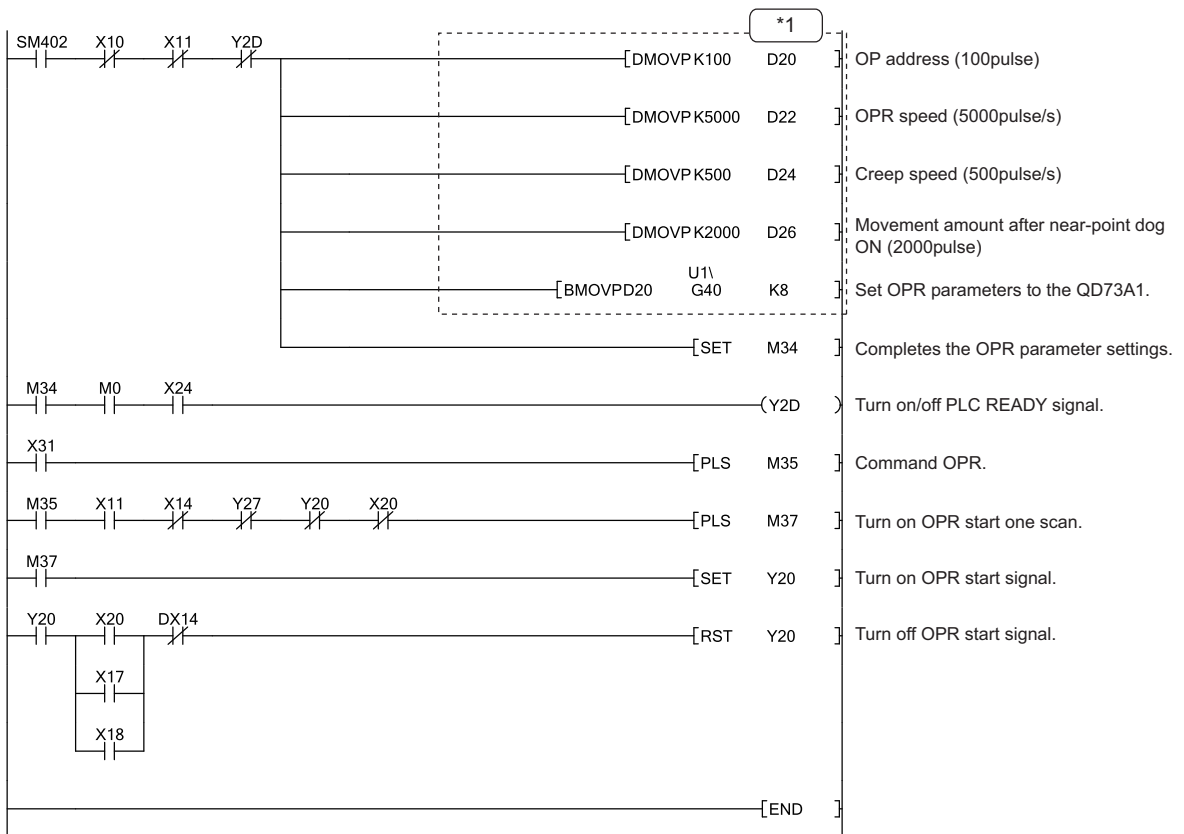 *1
SM402 X10 X11 Y2D
DMOVP K100 D20 OP address (100pulse)
DMOVP K5000 D22 OPR speed (5000pulse/s)
DMOVP K500 D24 Creep speed (500pulse/s)
DMOVP K2000 D26 Movement amount after near-point dog
ON (2000pulse)
U1\
BMOVPD20 G40 K8 Set OPR parameters to the QD73A1.
SET M34 Completes the OPR parameter settings.
M34 M0 X24
Y2D Turn on/off PLC READY signal.
X31
PLS M35 Command OPR.
M35 X11 X14 Y27 Y20 X20
PLS M37 Turn on OPR start one scan.
M37
SET Y20 Turn on OPR start signal.
Y20 X20 DX14
RST Y20 Turn off OPR start signal.
X17
X18
END